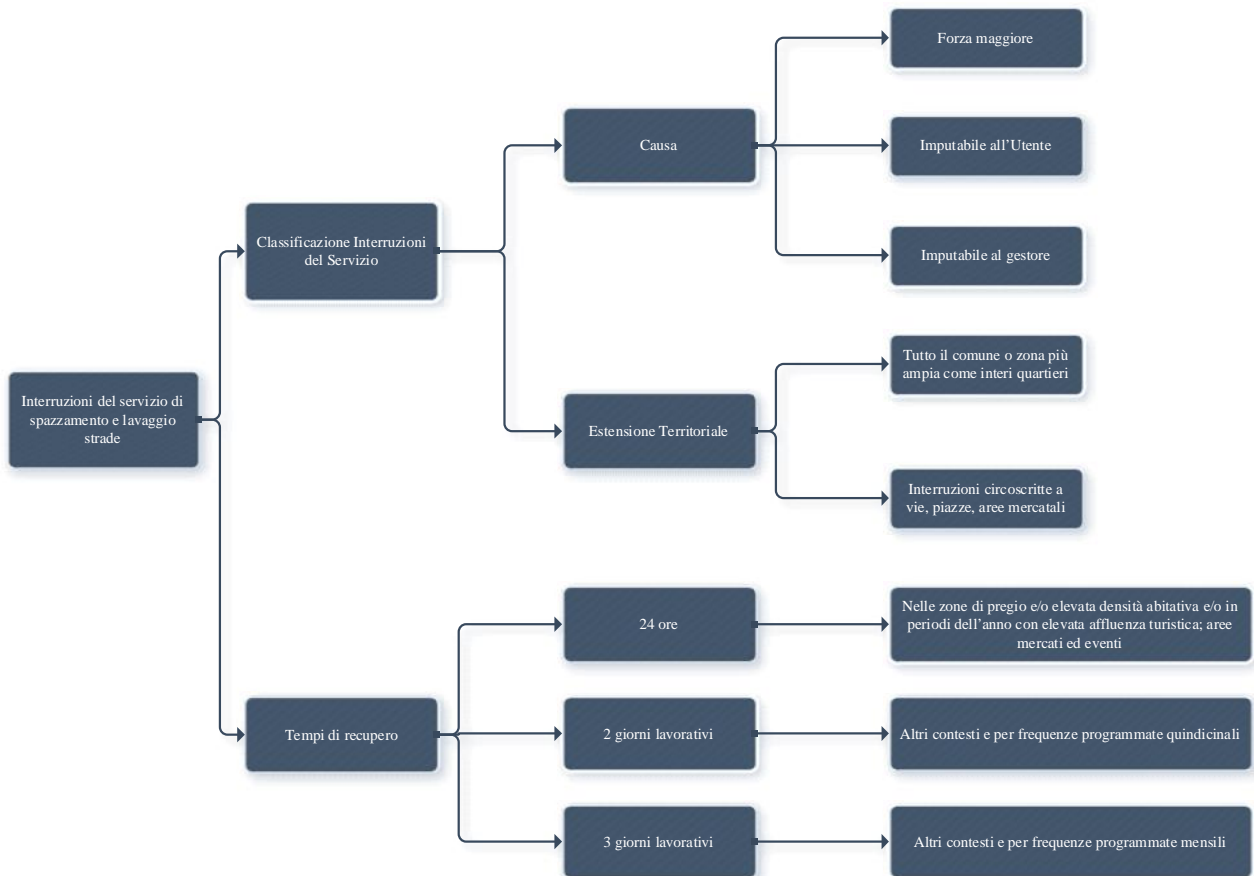 Forza maggiore
Causa
Imputabile all'Utente
Classificazione Interruzioni
del Servizio
Imputabile al gestore
Tutto il comune o zona più
ampia come interi quartieri
Interruzioni del servizio di
spazzamento e lavaggio
strade
Estensione Territoriale
Interruzioni circoscritte a
vie, piazze, aree mercatali
24 ore
Nelle zone di pregio e/o elevata densità abitativa e/o in
periodi dell'anno con elevata affluenza turistica; aree
mercati ed eventi
Tempi di recupero
2 giorni lavorativi
Altri contesti e per frequenze programmate quindicinali
3 giorni lavorativi
Altri contesti e per frequenze programmate mensili